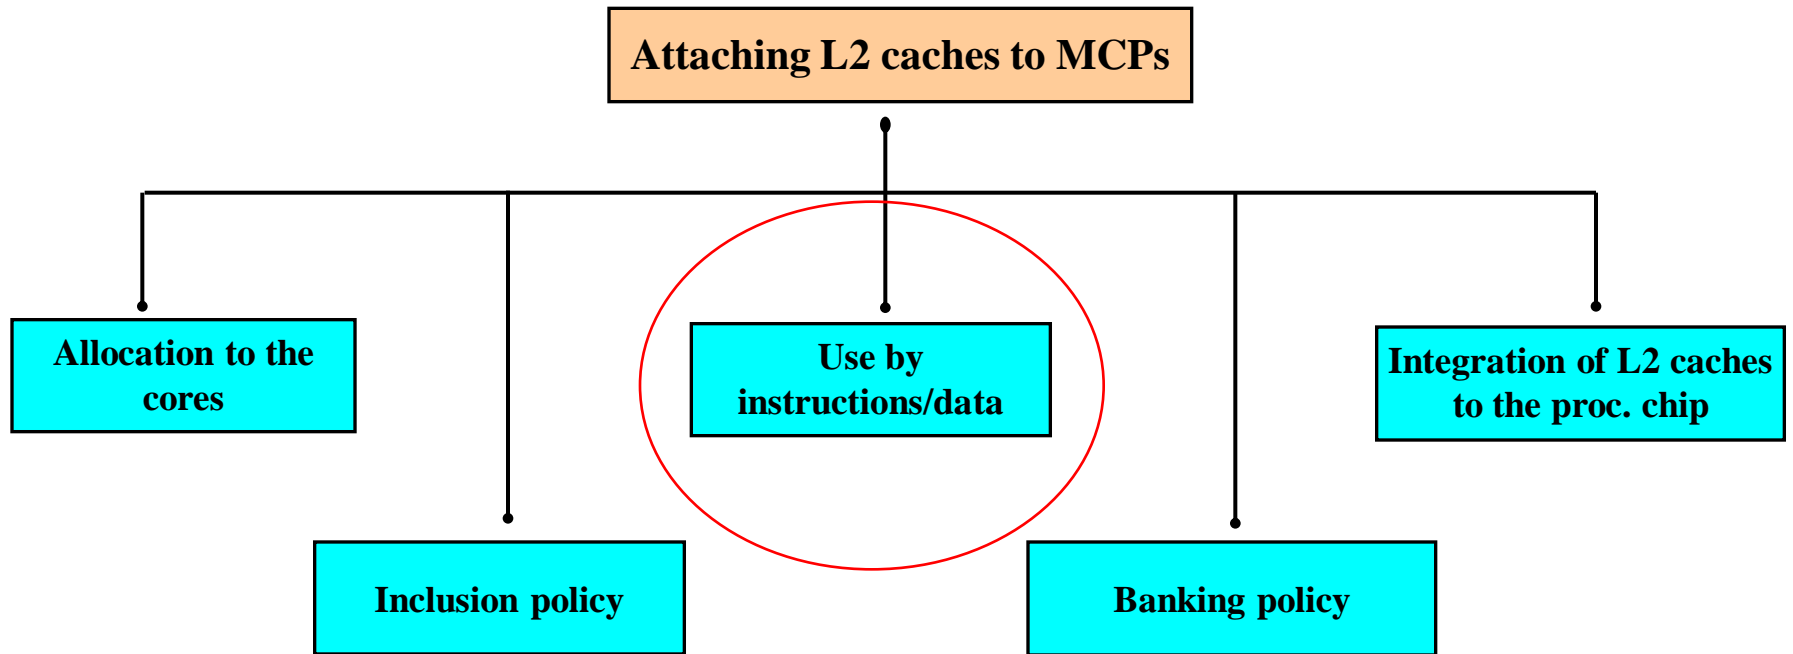 Attaching L2 caches to MCPs
Allocation to the
cores
Use by
instructions/data
Integration of L2 caches
to the proc. chip
Inclusion policy
Banking policy